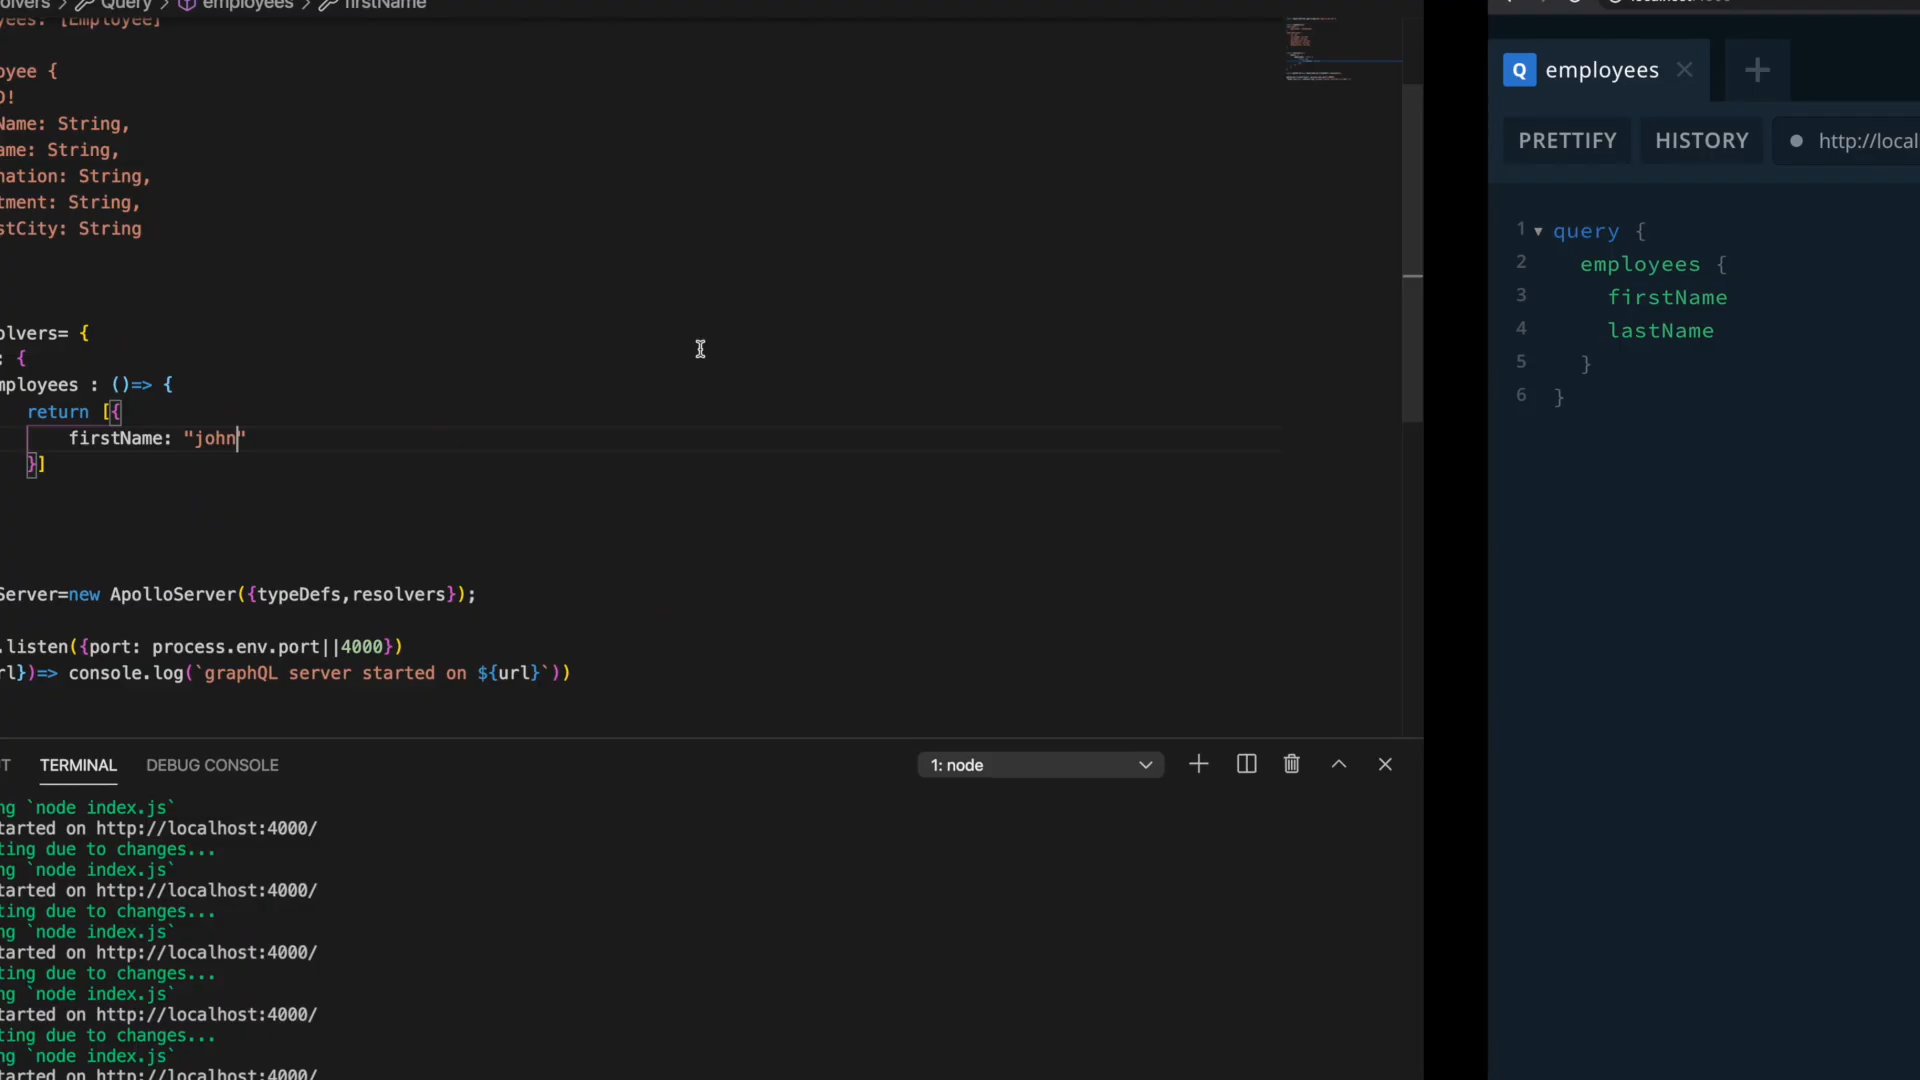 olvers > Query > employees > firstName
yees: [Employee]
oyee {
D!
Name: String,
ame: String,
nation: String,
tment: String,
stCity: String
olvers= {
: {
mployees : ()=> {
return [{
firstName: "john"
}]
Server=new ApolloServer({typeDefs,resolvers});
.listen({port: process.env.port||4000})
rl})=> console.log(`graphQL server started on ${url}`))
UT TERMINAL DEBUG CONSOLE 1: node
ng `node index.js`
tarted on http://localhost:4000/
ting due to changes...
ng `node index.js`
tarted on http://localhost:4000/
ting due to changes...
ng `node index.js`
tarted on http://localhost:4000/
ting due to changes...
ng `node index.js`
tarted on http://localhost:4000/
ting due to changes...
ng `node index.js`
tarted on http://localhost:4000/
Q employees
PRETTIFY HISTORY http://local
1 query {
2 employees {
3 firstName
4 lastName
5 }
6 }